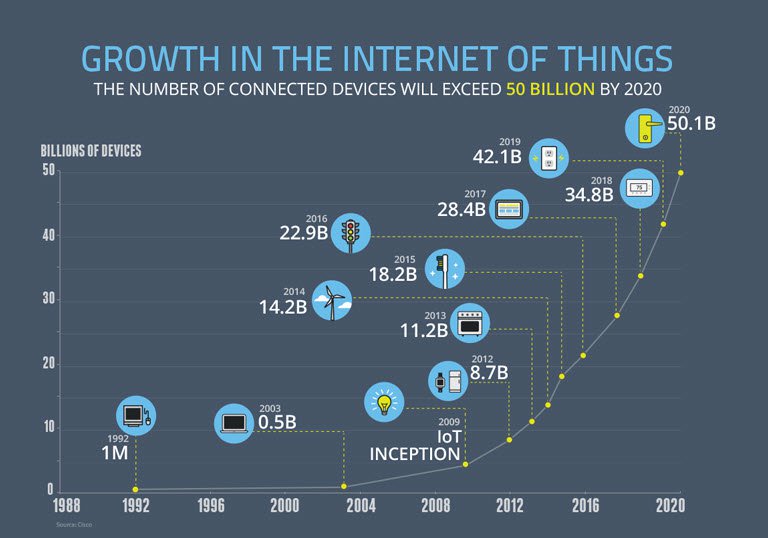 GROWTH IN THE INTERNET OF THINGS
THE NUMBER OF CONNECTED DEVICES WILL EXCEED 50 BILLION BY 2020
BILLIONS OF DEVICES
50
40
30
20
10
0
1988
1992
1996
2000
2004
2008
2012
2016
2020
1992
1M
2003
0.5B
2009
IoT
INCEPTION
2012
8.7B
2013
11.2B
2014
14.2B
2015
18.2B
2016
22.9B
2017
28.4B
2018
34.8B
75
2019
42.1B
2020
50.1B
Source: Cisco